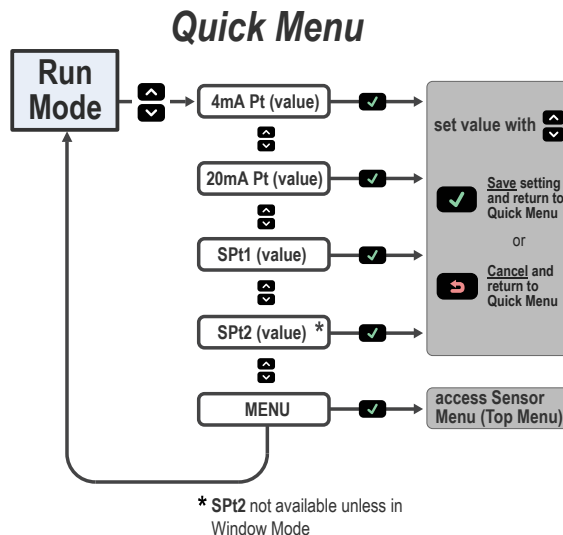 Quick Menu
Run
Mode
4mA Pt (value)
20mA Pt (value)
SPt1 (value)
SPt2 (value) *
MENU
set value with
Save setting
and return to
Quick Menu
or
Cancel and
return to
Quick Menu
access Sensor
Menu (Top Menu)
* SPt2 not available unless in
Window Mode